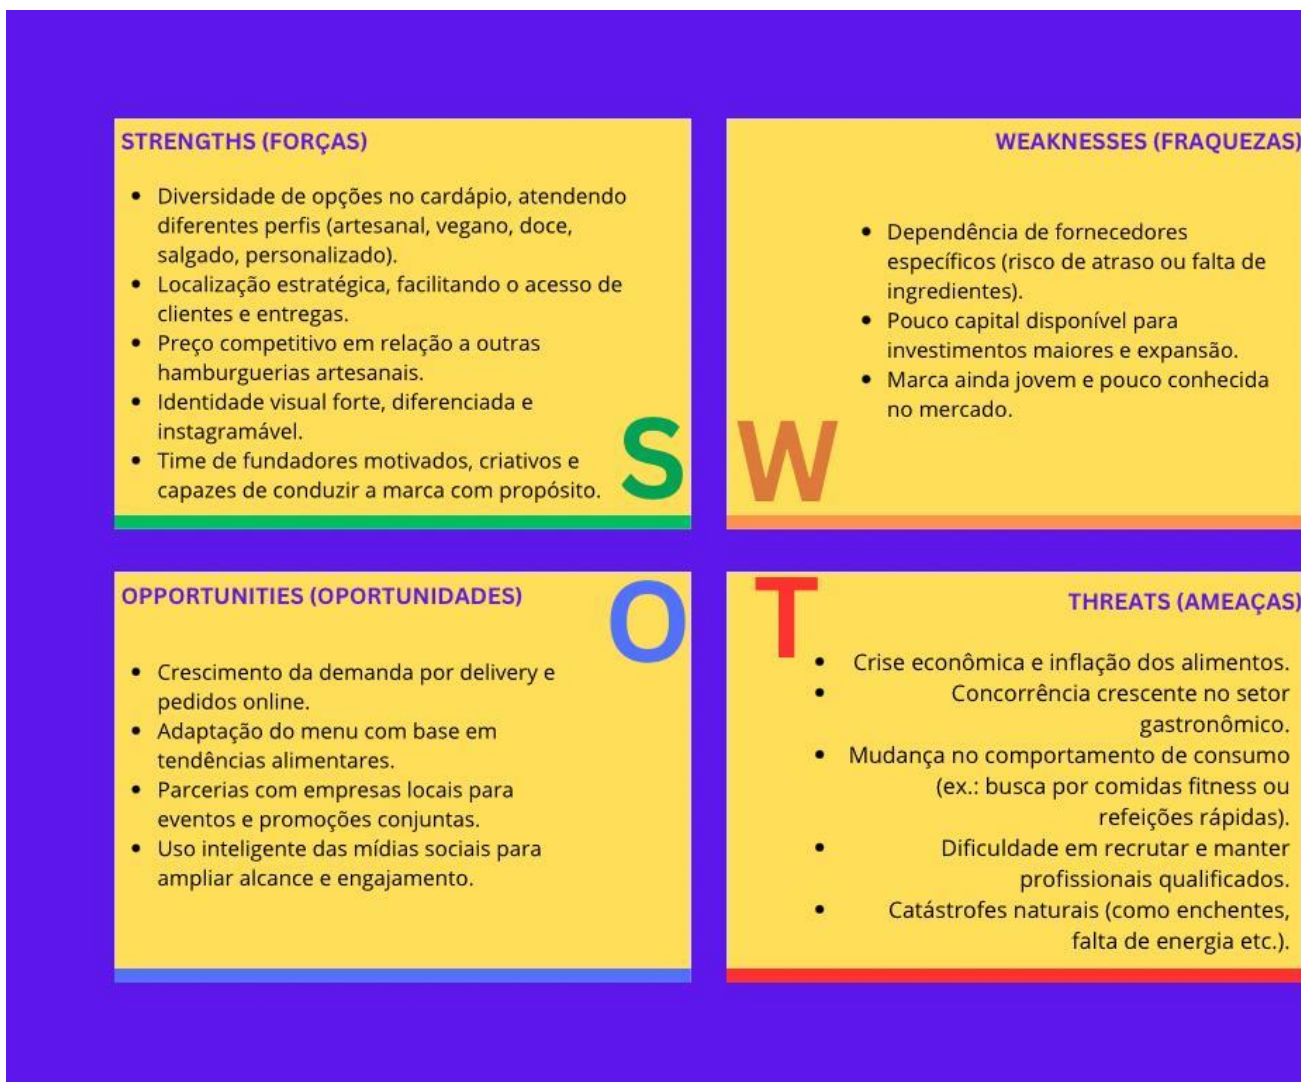 STRENGTHS (FORÇAS)
• Diversidade de opções no cardápio, atendendo
diferentes perfis (artesanal, vegano, doce,
salgado, personalizado).
• Localização estratégica, facilitando o acesso de
clientes e entregas.
• Preço competitivo em relação a outras
hamburguerias artesanais.
• Identidade visual forte, diferenciada e
instagramável.
• Time de fundadores motivados, criativos e
capazes de conduzir a marca com propósito.
S
WEAKNESSES (FRAQUEZAS)
• Dependência de fornecedores
específicos (risco de atraso ou falta de
ingredientes).
• Pouco capital disponível para
investimentos maiores e expansão.
• Marca ainda jovem e pouco conhecida
no mercado.
W
OPPORTUNITIES (OPORTUNIDADES)
O
• Crescimento da demanda por delivery e
pedidos online.
• Adaptação do menu com base em
tendências alimentares.
• Parcerias com empresas locais para
eventos e promoções conjuntas.
• Uso inteligente das mídias sociais para
ampliar alcance e engajamento.
T
THREATS (AMEAÇAS)
• Crise econômica e inflação dos alimentos.
• Concorrência crescente no setor
gastronômico.
• Mudança no comportamento de consumo
(ex.: busca por comidas fitness ou
refeições rápidas).
• Dificuldade em recrutar e manter
profissionais qualificados.
• Catástrofes naturais (como enchentes,
falta de energia etc.).